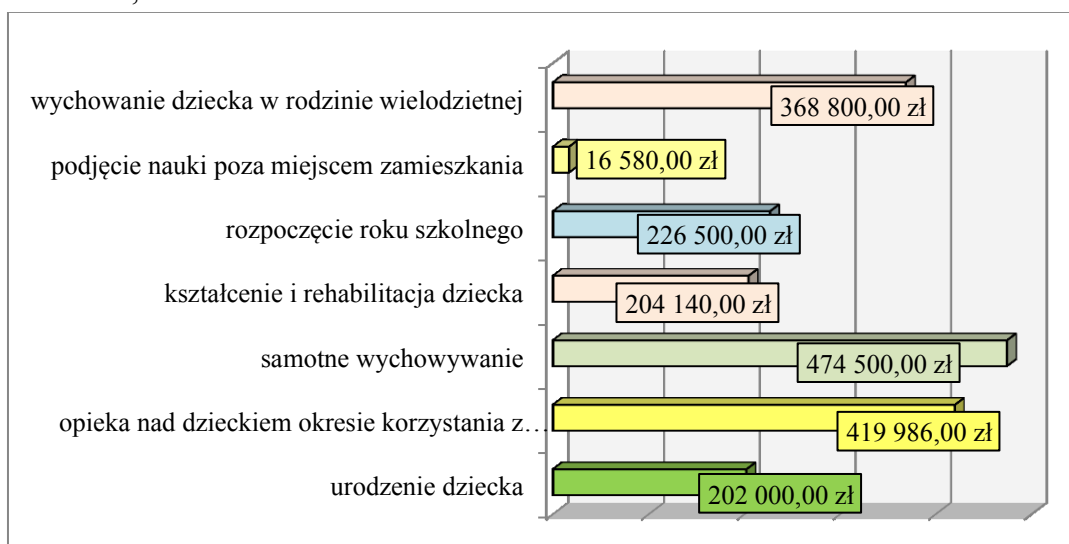 wychowanie dziecka w rodzinie wielodzietnej
368 800,00 zł
podjęcie nauki poza miejscem zamieszkania
16 580,00 zł
rozpoczęcie roku szkolnego
226 500,00 zł
kształcenie i rehabilitacja dziecka
204 140,00 zł
samotne wychowywanie
474 500,00 zł
opieka nad dzieckiem okresie korzystania z…
419 986,00 zł
urodzenie dziecka
202 000,00 zł